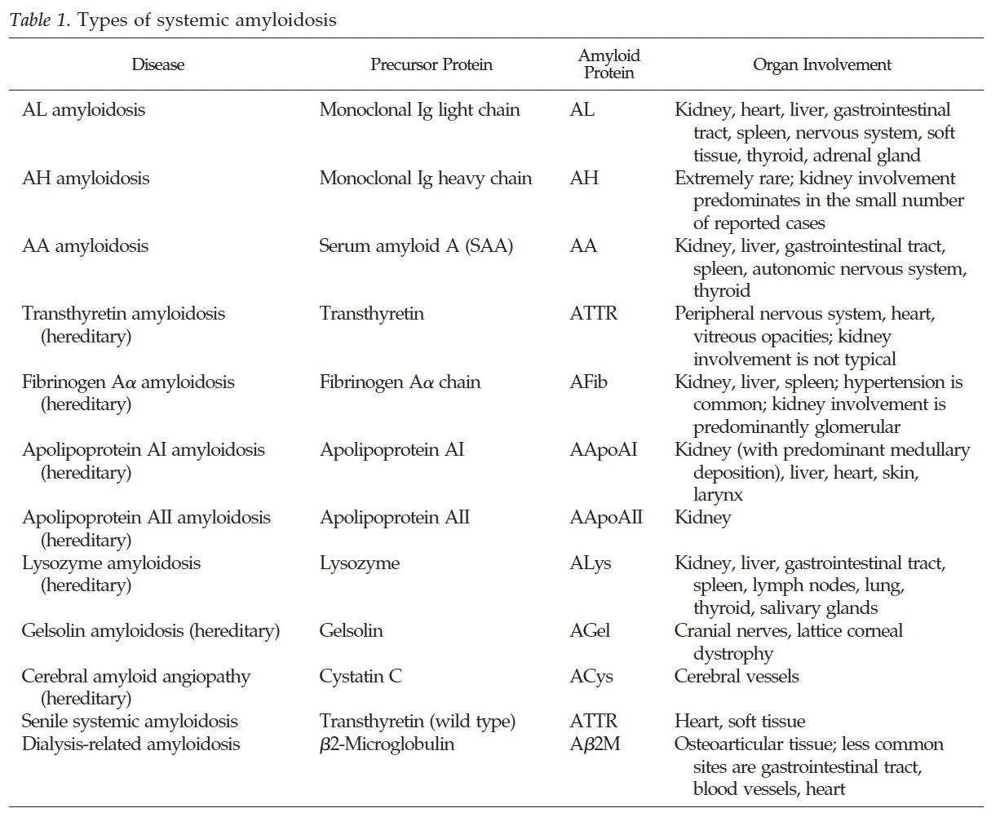 Table 1. Types of systemic amyloidosis
Disease Precursor Protein Amyloid Protein Organ Involvement
AL amyloidosis Monoclonal Ig light chain AL Kidney, heart, liver, gastrointestinal
tract, spleen, nervous system, soft
tissue, thyroid, adrenal gland
AH amyloidosis Monoclonal Ig heavy chain AH Extremely rare; kidney involvement
predominates in the small number
of reported cases
AA amyloidosis Serum amyloid A (SAA) AA Kidney, liver, gastrointestinal tract,
spleen, autonomic nervous system,
thyroid
Transthyretin amyloidosis Transthyretin ATTR Peripheral nervous system, heart,
(hereditary) vitreous opacities; kidney
involvement is not typical
Fibrinogen Aα amyloidosis Fibrinogen Aα chain AFib Kidney, liver, spleen; hypertension is
(hereditary) common; kidney involvement is
predominantly glomerular
Apolipoprotein AI amyloidosis Apolipoprotein AI AApoAI Kidney (with predominant medullary
(hereditary) deposition), liver, heart, skin,
larynx
Apolipoprotein AII amyloidosis Apolipoprotein AII AApoAII Kidney
(hereditary)
Lysozyme amyloidosis Lysozyme ALys Kidney, liver, gastrointestinal tract,
(hereditary) spleen, lymph nodes, lung,
thyroid, salivary glands
Gelsolin amyloidosis (hereditary) Gelsolin AGel Cranial nerves, lattice corneal
dystrophy
Cerebral amyloid angiopathy Cystatin C ACys Cerebral vessels
(hereditary)
Senile systemic amyloidosis Transthyretin (wild type) ATTR Heart, soft tissue
Dialysis-related amyloidosis β2-Microglobulin Aβ2M Osteoarticular tissue; less common
sites are gastrointestinal tract,
blood vessels, heart